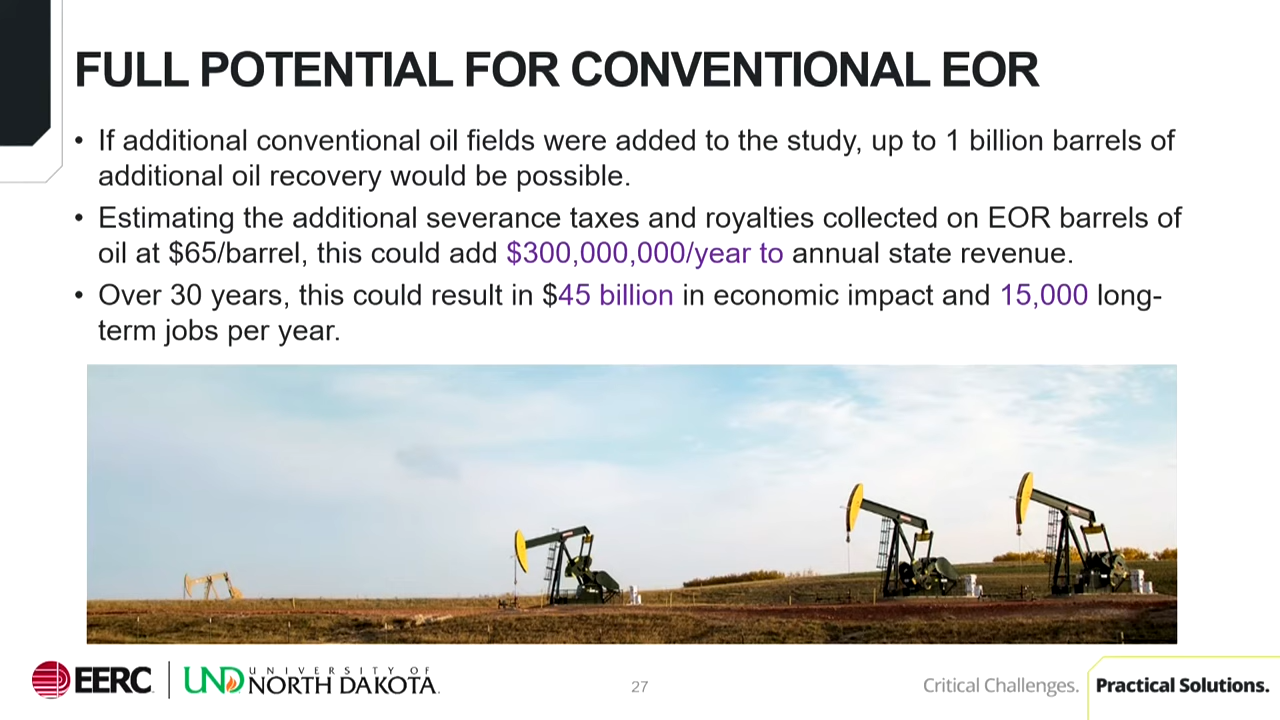 FULL POTENTIAL FOR CONVENTIONAL EOR
• If additional conventional oil fields were added to the study, up to 1 billion barrels of
additional oil recovery would be possible.
• Estimating the additional severance taxes and royalties collected on EOR barrels of
oil at $65/barrel, this could add $300,000,000/year to annual state revenue.
• Over 30 years, this could result in $45 billion in economic impact and 15,000 long-
term jobs per year.
EERC
UND
UNIVERSITY OF
NORTH DAKOTA
27
Critical Challenges. Practical Solutions.